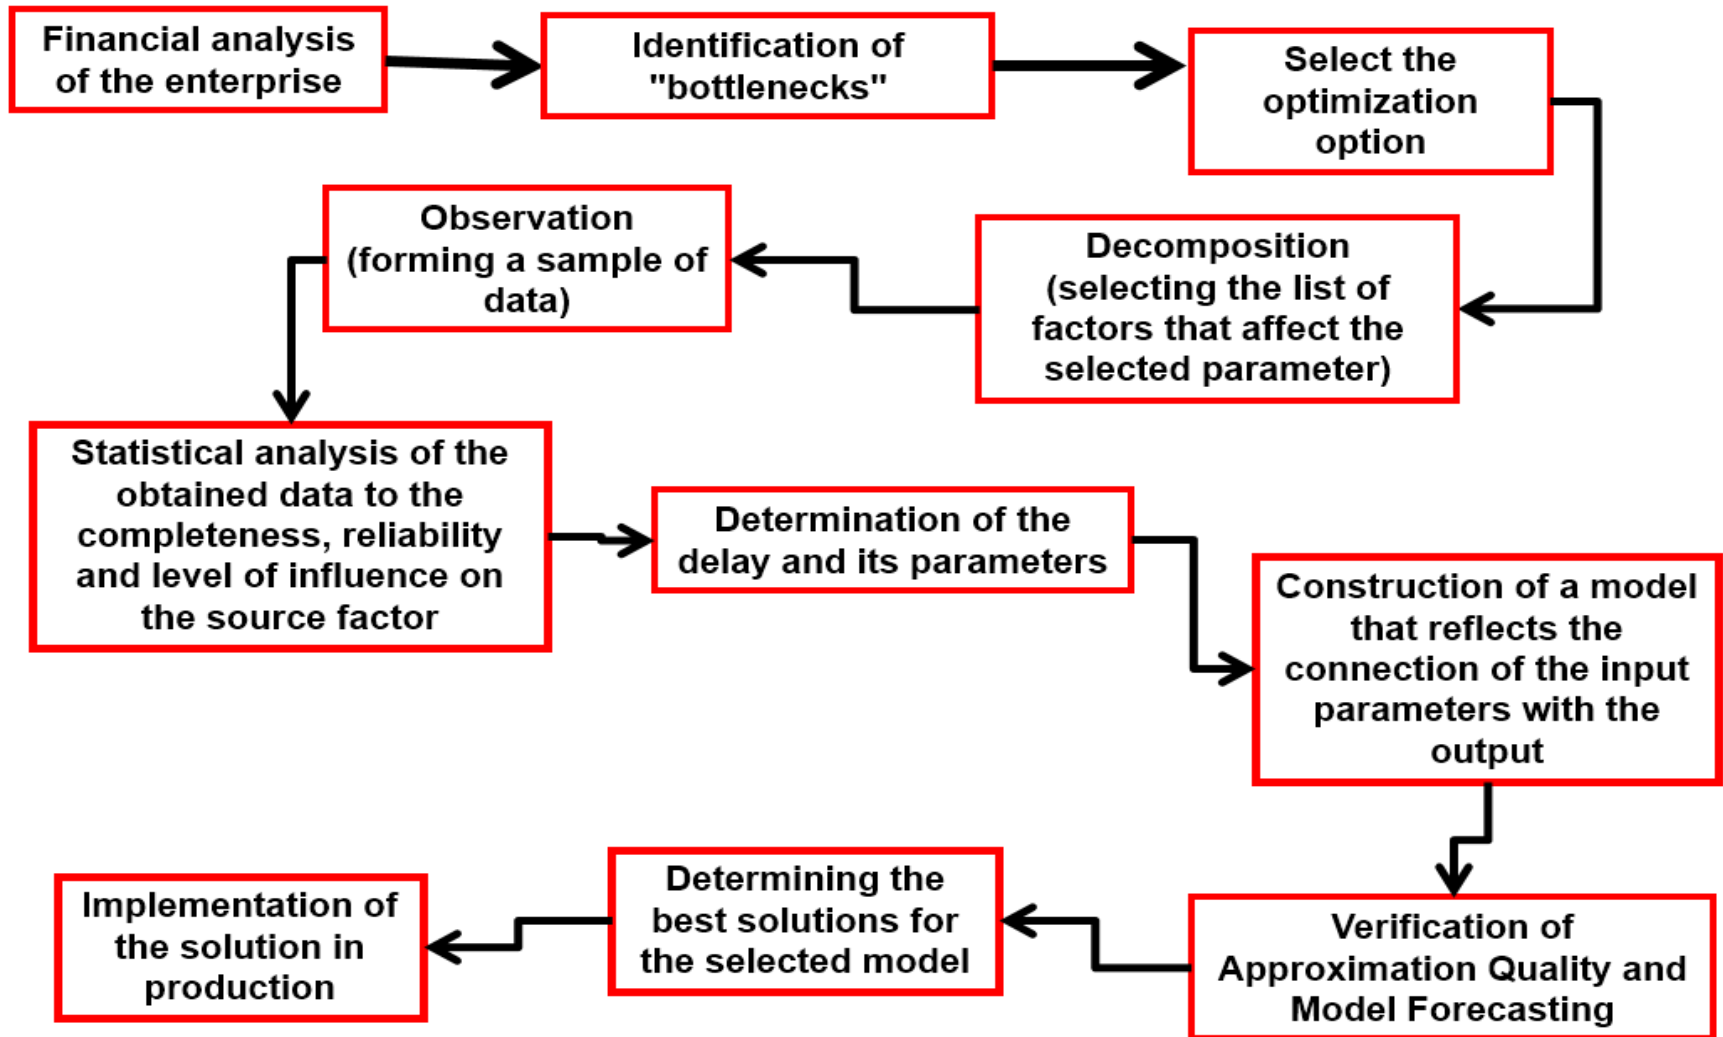 Financial analysis
of the enterprise
Identification of
"bottlenecks"
Select the
optimization
option
Decomposition
(selecting the list of
factors that affect the
selected parameter)
Observation
(forming a sample of
data)
Statistical analysis of the
obtained data to the
completeness, reliability
and level of influence on
the source factor
Determination of the
delay and its parameters
Construction of a model
that reflects the
connection of the input
parameters with the
output
Verification of
Approximation Quality and
Model Forecasting
Determining the
best solutions for
the selected model
Implementation of
the solution in
production